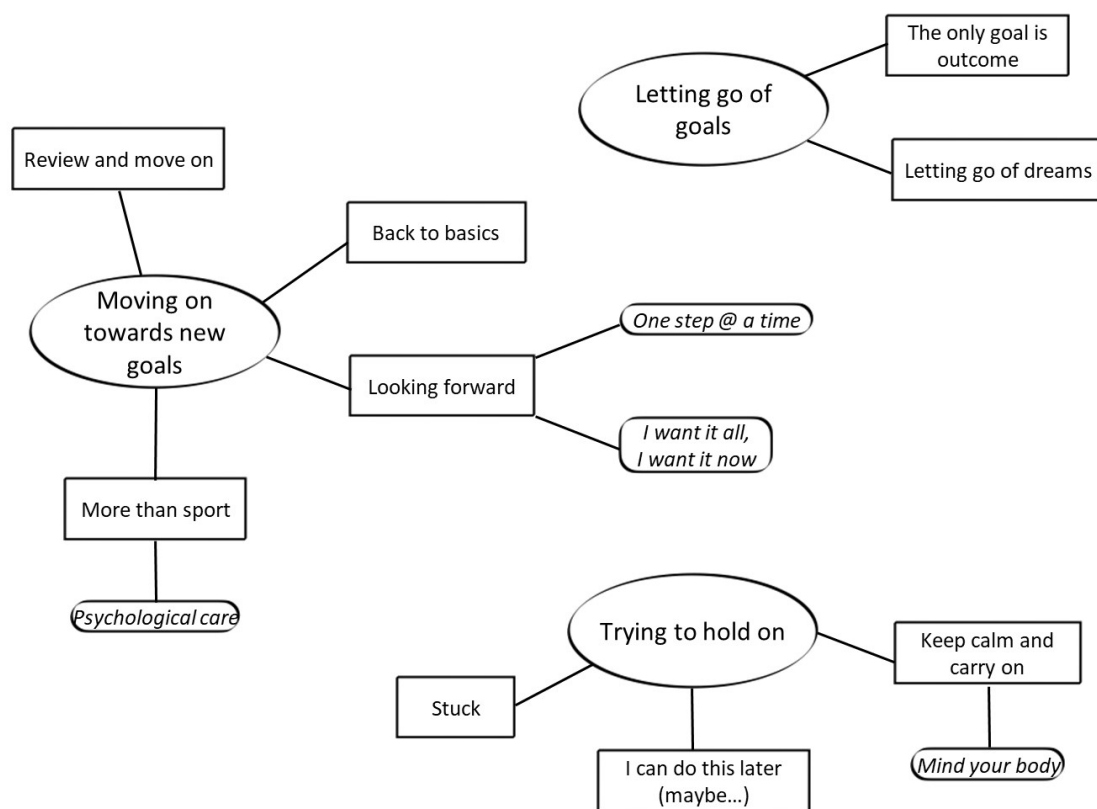 The only goal is
outcome
Letting go of
goals
Letting go of dreams
Review and move on
Back to basics
Moving on
towards new
goals
One step @ a time
Looking forward
I want it all,
I want it now
More than sport
Psychological care
Trying to hold on
Keep calm and
carry on
Stuck
I can do this later
(maybe...)
Mind your body